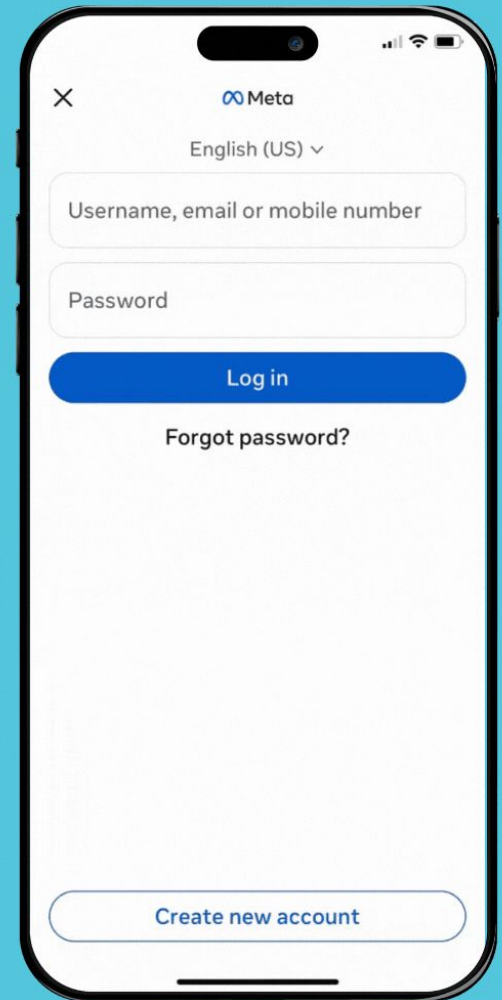 Meta
English (US)
Username, email or mobile number
Password
Log in
Forgot password?
Create new account